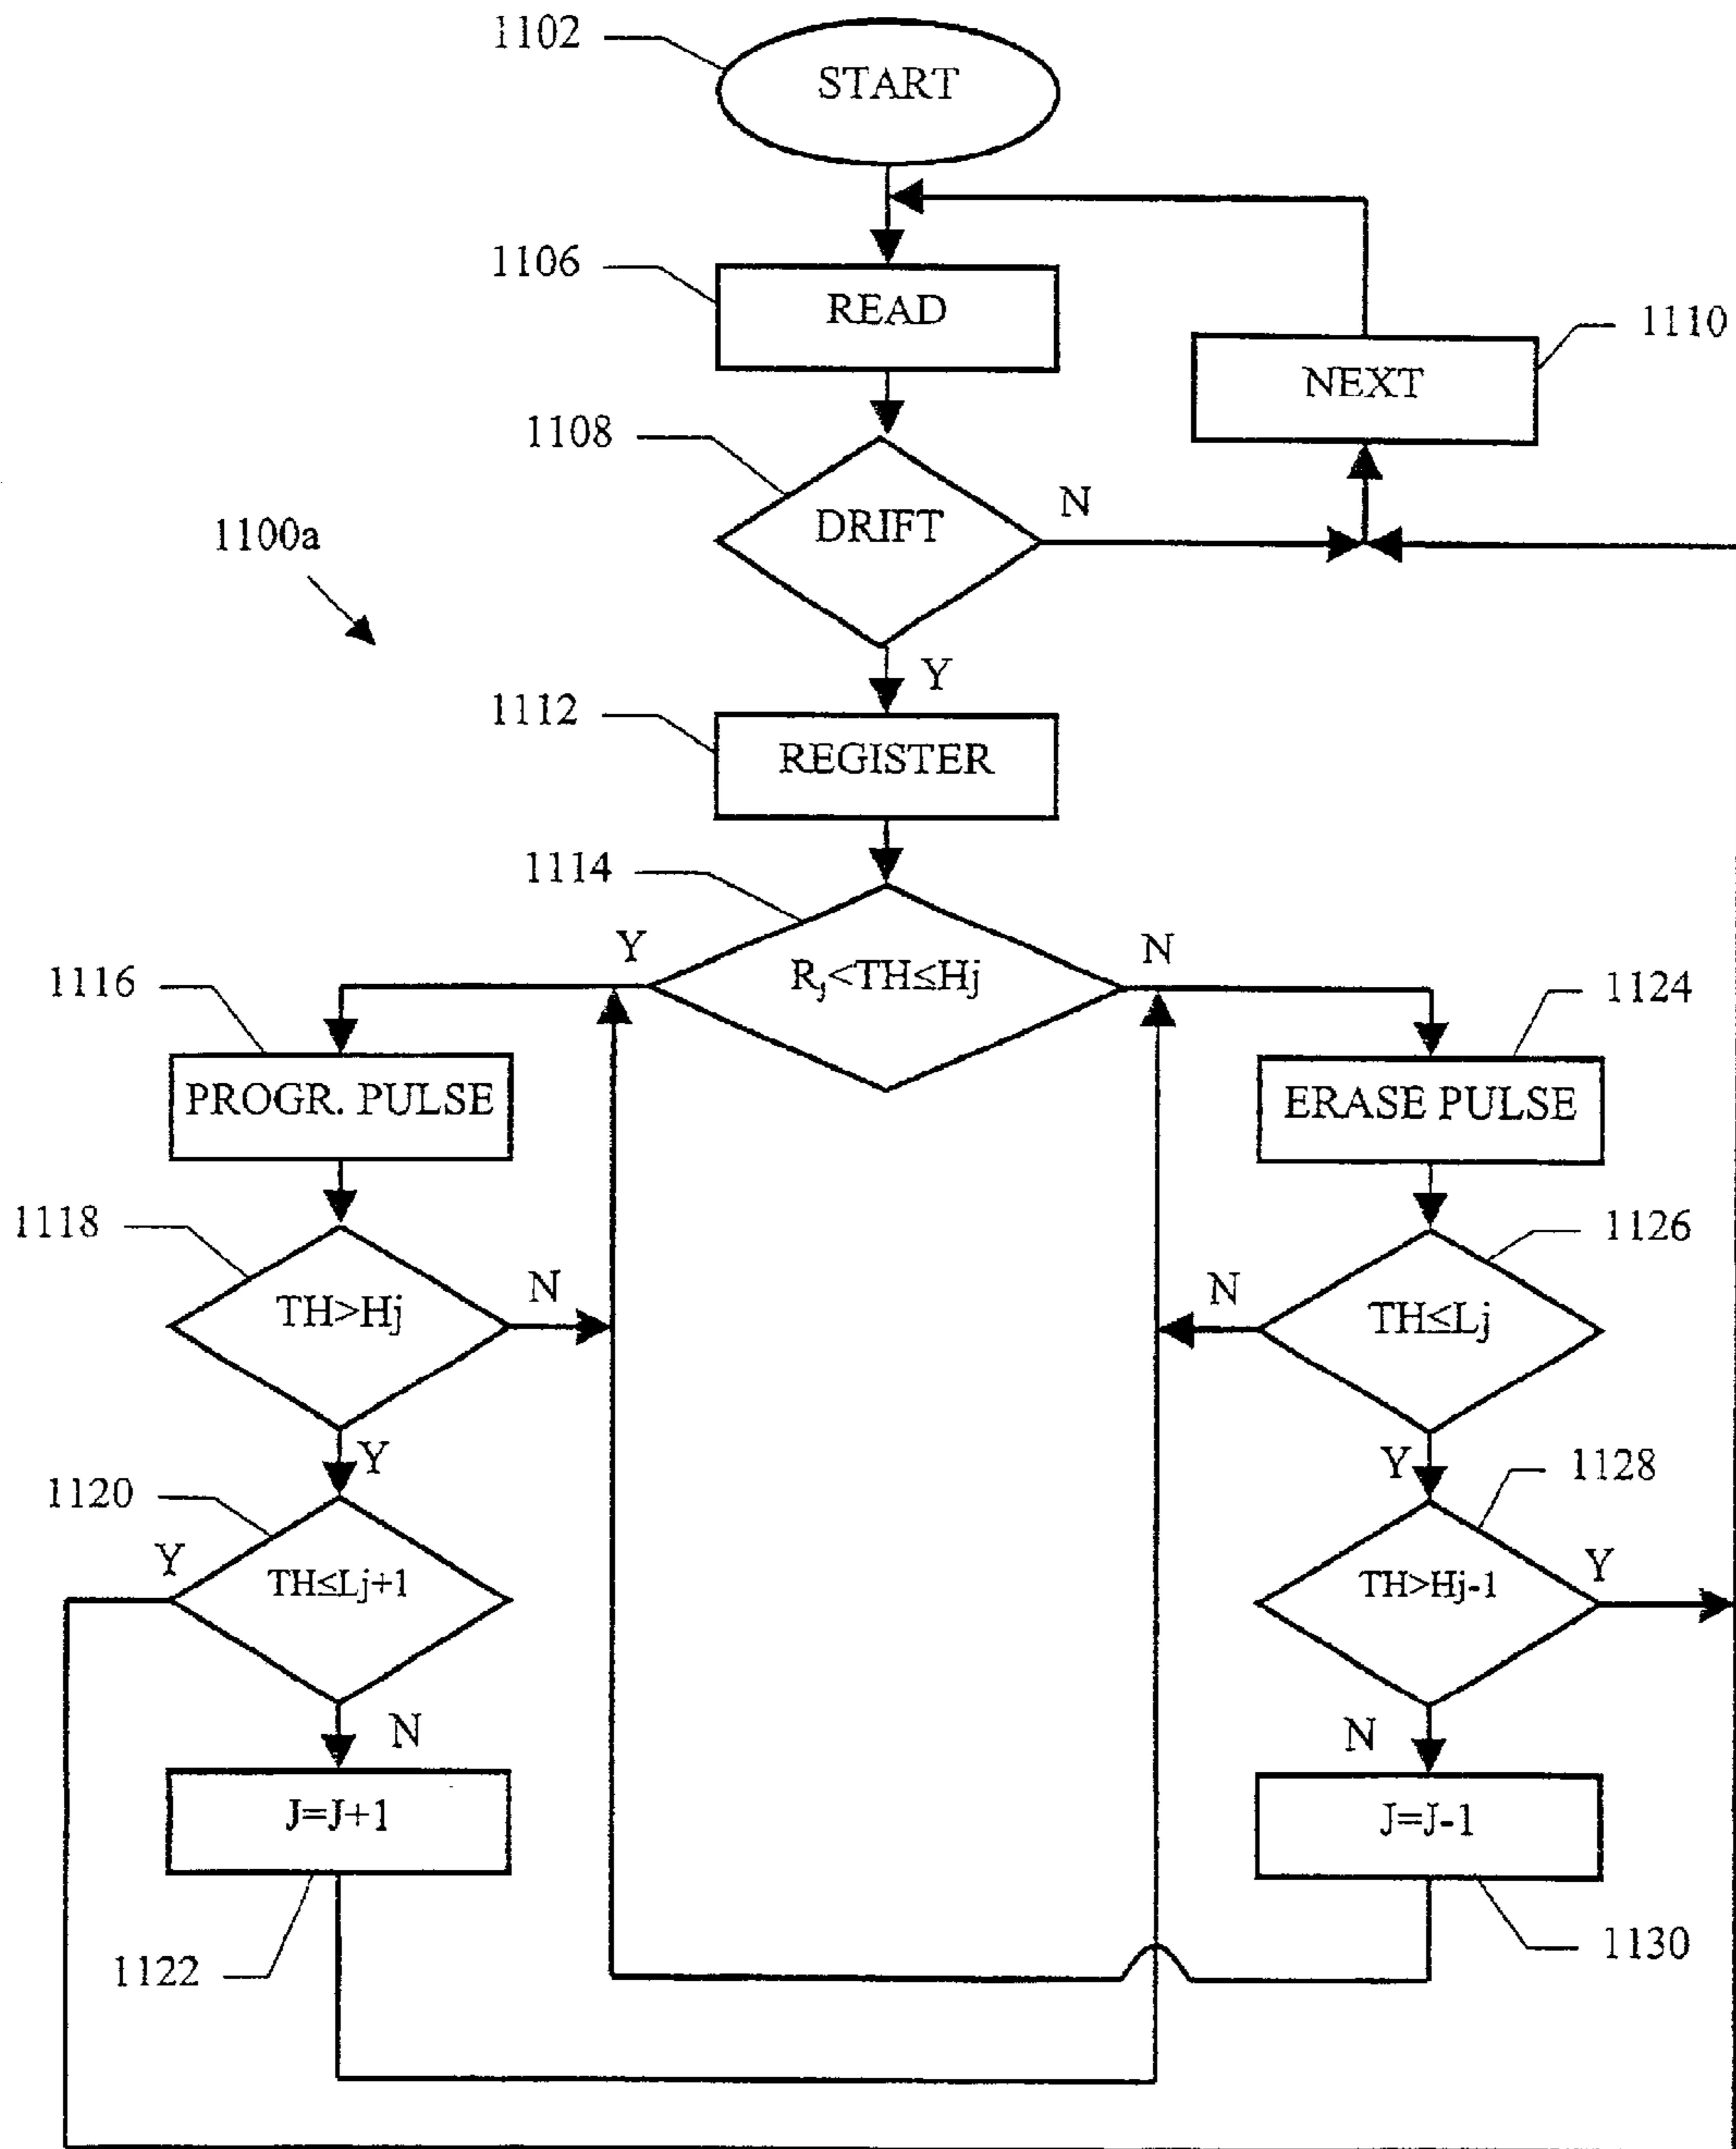 1102
START
1106
READ
1110
NEXT
1108
DRIFT
N
1100a
Y
1112
REGISTER
1114
Y
N
Rj<TH≤Hj
1116
1124
PROGR. PULSE
ERASE PULSE
1118
1126
TH>Hj
N
N
TH≤Lj
Y
Y
1120
1128
Y
TH≤Lj+1
TH>Hj-1
Y
N
N
J=J+1
J=J-1
1122
1130